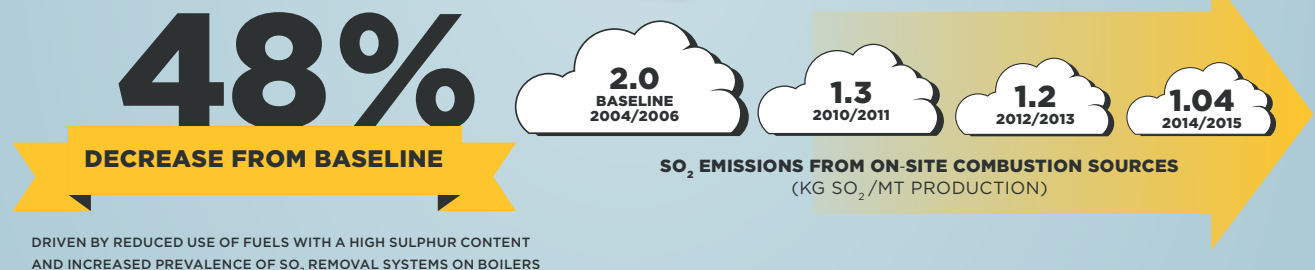 48%
DECREASE FROM BASELINE
DRIVEN BY REDUCED USE OF FUELS WITH A HIGH SULPHUR CONTENT
AND INCREASED PREVALENCE OF SO₂ REMOVAL SYSTEMS ON BOILERS
2.0
BASELINE
2004/2006
1.3
2010/2011
1.2
2012/2013
1.04
2014/2015
SO₂ EMISSIONS FROM ON-SITE COMBUSTION SOURCES
(KG SO₂/MT PRODUCTION)